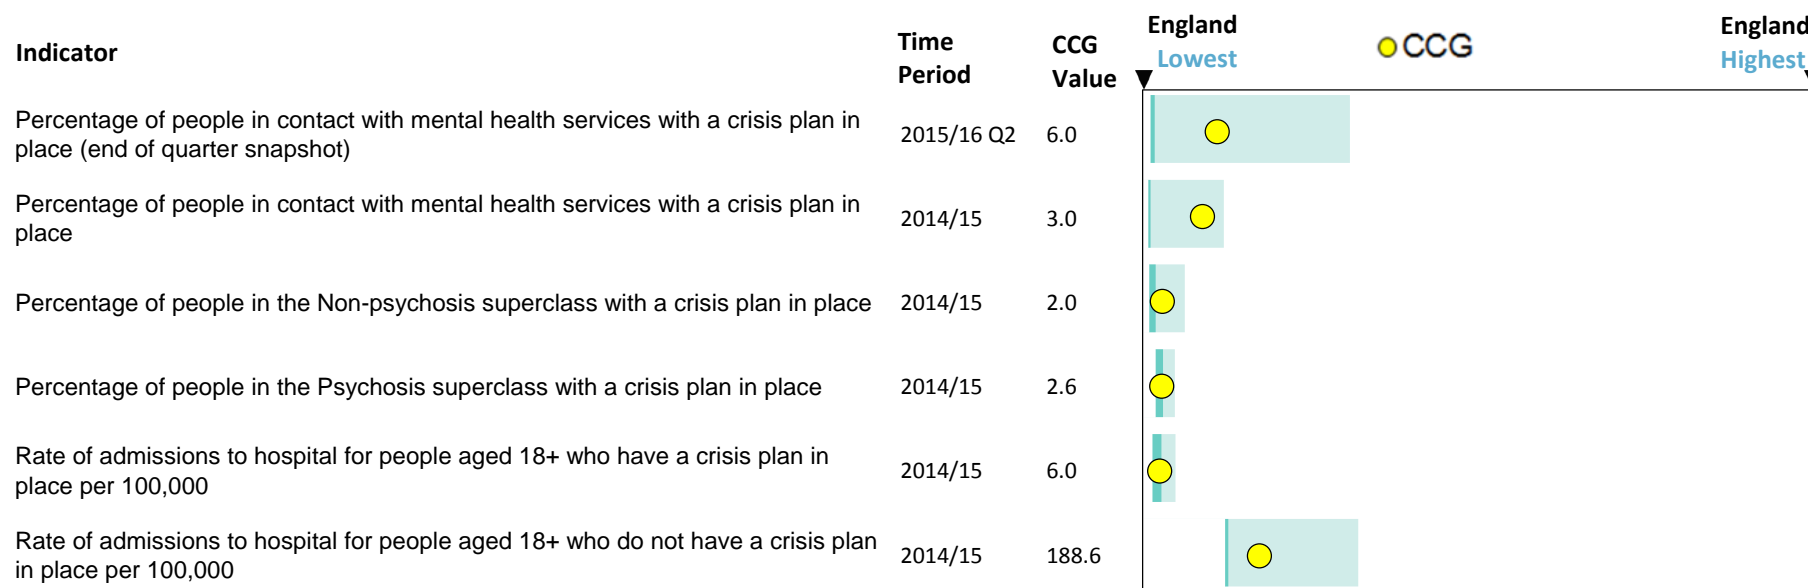 Indicator
Time Period
CCG Value
England Lowest
CCG
England Highest
Percentage of people in contact with mental health services with a crisis plan in
place (end of quarter snapshot)
2015/16 Q2
6.0
Percentage of people in contact with mental health services with a crisis plan in
place
2014/15
3.0
Percentage of people in the Non-psychosis superclass with a crisis plan in place
2014/15
2.0
Percentage of people in the Psychosis superclass with a crisis plan in place
2014/15
2.6
Rate of admissions to hospital for people aged 18+ who have a crisis plan in
place per 100,000
2014/15
6.0
Rate of admissions to hospital for people aged 18+ who do not have a crisis plan
in place per 100,000
2014/15
188.6